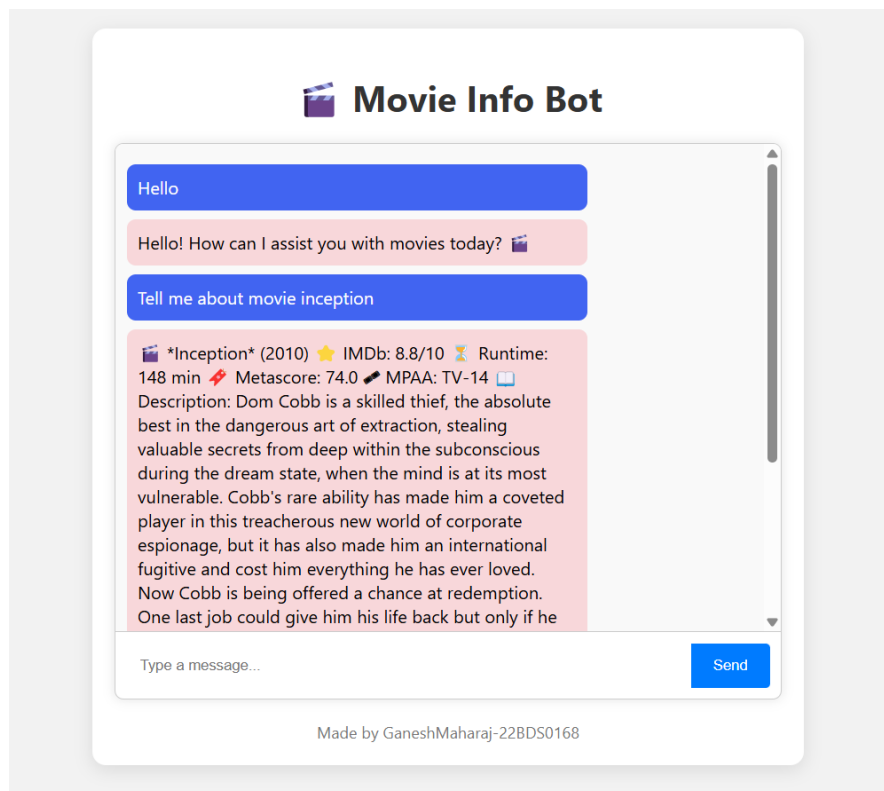 🎬 Movie Info Bot
Hello
Hello! How can I assist you with movies today? 🎬
Tell me about movie inception
🎬 *Inception* (2010) ⭐ IMDb: 8.8/10 ⏳ Runtime:
148 min 🔖 Metascore: 74.0 🎟 MPAA: TV-14 📖
Description: Dom Cobb is a skilled thief, the absolute
best in the dangerous art of extraction, stealing
valuable secrets from deep within the subconscious
during the dream state, when the mind is at its most
vulnerable. Cobb's rare ability has made him a coveted
player in this treacherous new world of corporate
espionage, but it has also made him an international
fugitive and cost him everything he has ever loved.
Now Cobb is being offered a chance at redemption.
One last job could give him his life back but only if he
Type a message...
Send
Made by GaneshMaharaj-22BDS0168